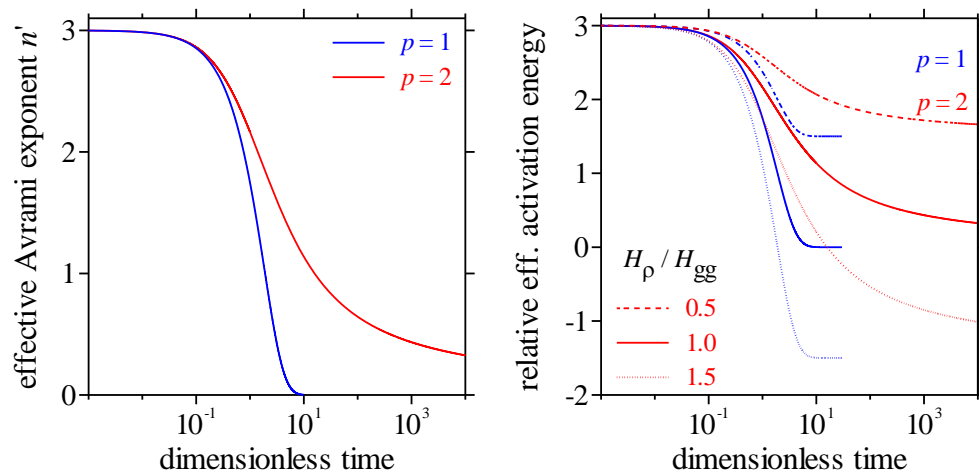 effective Avrami exponent n'
3
2
1
0
p = 1
p = 2
10⁻¹ 10¹ 10³
dimensionless time
relative eff. activation energy
3
2
1
0
-1
-2
p = 1
p = 2
H_ρ / H_gg
0.5
1.0
1.5
10⁻¹ 10¹ 10³
dimensionless time